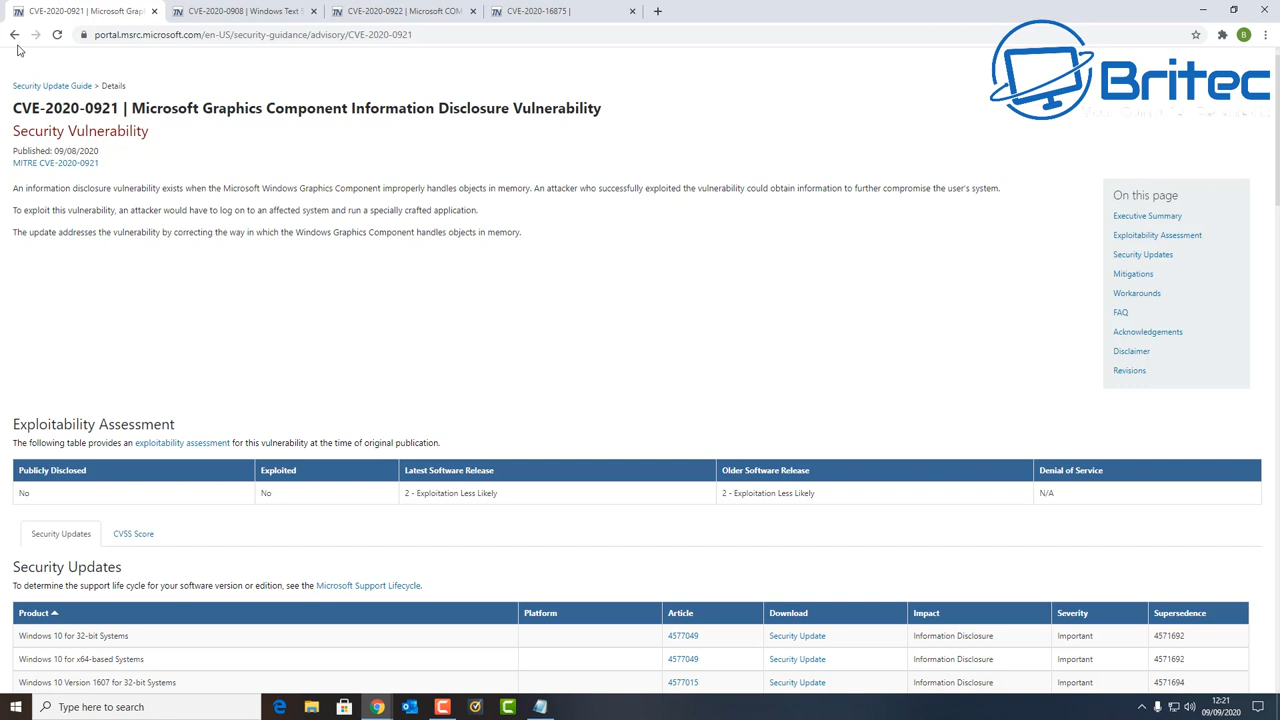 CVE-2020-0921 | Microsoft Grap
CVE-2020-0908 | Windows Text S
CVE-2020-0922 | Microsoft COM
CVE-2020-16875 |
portal.msrc.microsoft.com/en-US/security-guidance/advisory/CVE-2020-0921
B
Britec
Security Update Guide > Details
CVE-2020-0921 | Microsoft Graphics Component Information Disclosure Vulnerability
Security Vulnerability
Published: 09/08/2020
MITRE CVE-2020-0921
An information disclosure vulnerability exists when the Microsoft Windows Graphics Component improperly handles objects in memory. An attacker who successfully exploited the vulnerability could obtain information to further compromise the user's system.
To exploit this vulnerability, an attacker would have to log on to an affected system and run a specially crafted application.
The update addresses the vulnerability by correcting the way in which the Windows Graphics Component handles objects in memory.
On this page
Executive Summary
Exploitability Assessment
Security Updates
Mitigations
Workarounds
FAQ
Acknowledgements
Disclaimer
Revisions
Exploitability Assessment
The following table provides an exploitability assessment for this vulnerability at the time of original publication.
Publicly Disclosed Exploited Latest Software Release Older Software Release Denial of Service
No No 2 - Exploitation Less Likely 2 - Exploitation Less Likely N/A
Security Updates CVSS Score
Security Updates
To determine the support life cycle for your software version or edition, see the Microsoft Support Lifecycle.
Product Platform Article Download Impact Severity Supersedence
Windows 10 for 32-bit Systems 4577049 Security Update Information Disclosure Important 4571692
Windows 10 for x64-based Systems 4577049 Security Update Information Disclosure Important 4571692
Windows 10 Version 1607 for 32-bit Systems 4577015 Security Update Information Disclosure Important 4571694
Type here to search
12:21
09/09/2020